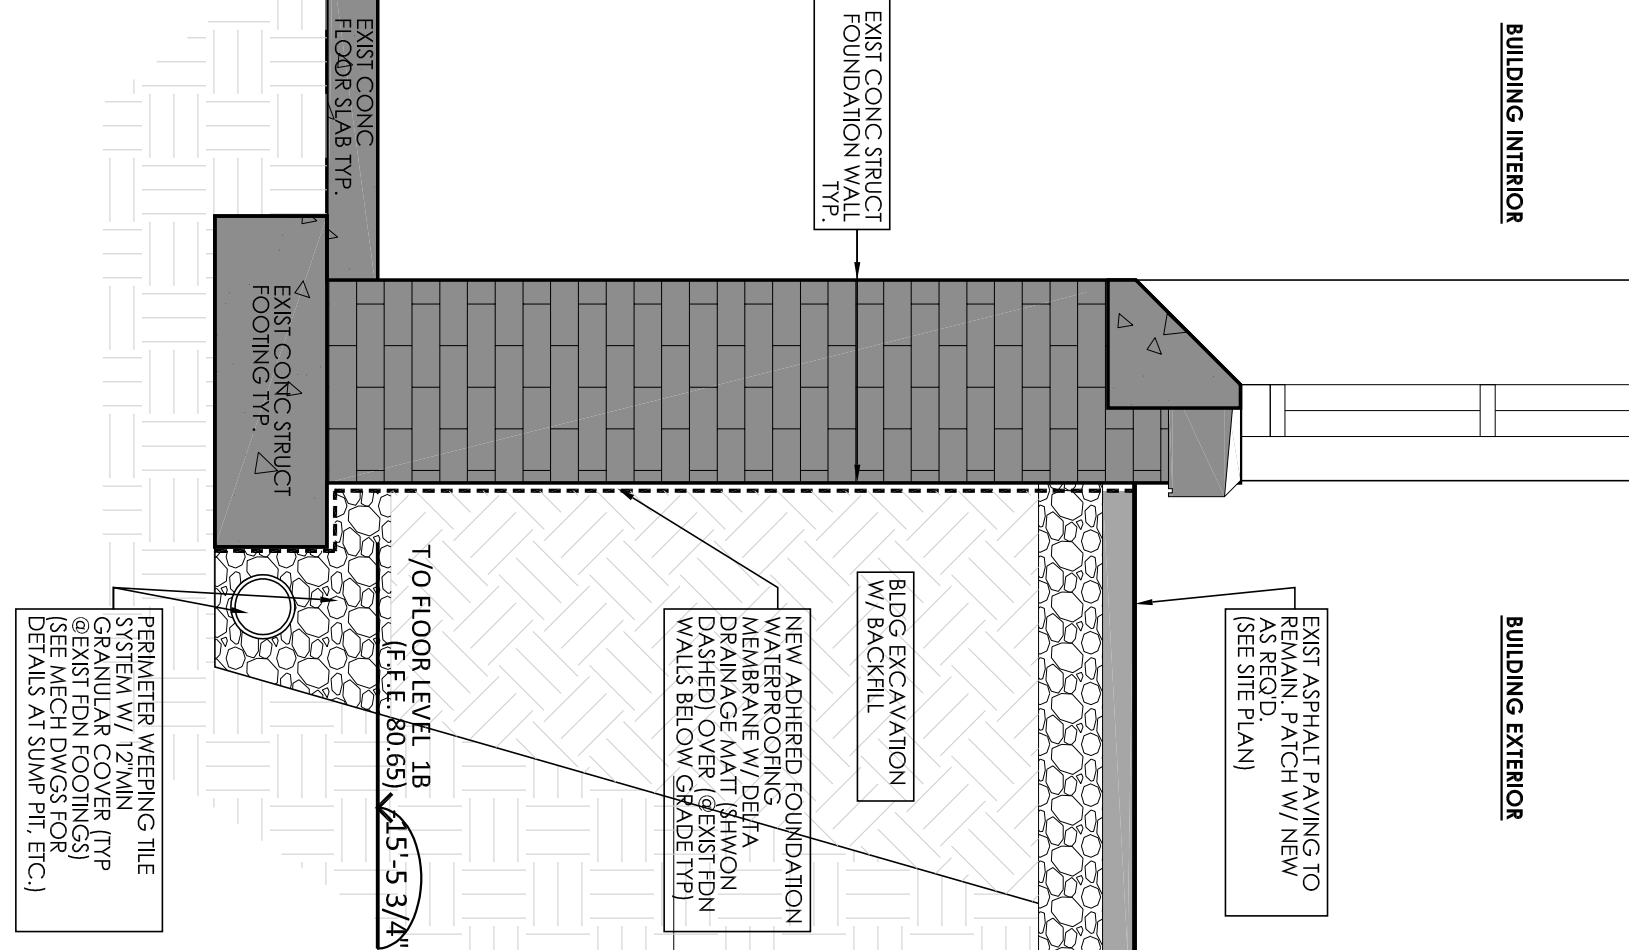 BUILDING INTERIOR
BUILDING EXTERIOR
EXIST ASPHALT PAVING TO
REMAIN. PATCH W/ NEW
AS REQ'D.
(SEE SITE PLAN)
EXIST CONC STRUCT
FOUNDATION WALL
TYP.
BLDG EXCAVATION
W/ BACKFILL
NEW ADHERED FOUNDATION
WATERPROOFING
MEMBRANE W/ DELTA
DRAINAGE MATT (SHWON
DASHED) OVER (@EXIST FDN
WALLS BELOW GRADE TYP)
T/O FLOOR LEVEL 1B
(F.F.E. 80.65)
-15'-5 3/4"
EXIST CONC
FLOOR SLAB TYP.
EXIST CONC STRUCT
FOOTING TYP.
PERIMETER WEEPING TILE
SYSTEM W/ 12"MIN
GRANULAR COVER (TYP
@EXIST FDN FOOTINGS)
(SEE MECH DWGS FOR
DETAILS AT SUMP PIT, ETC.)